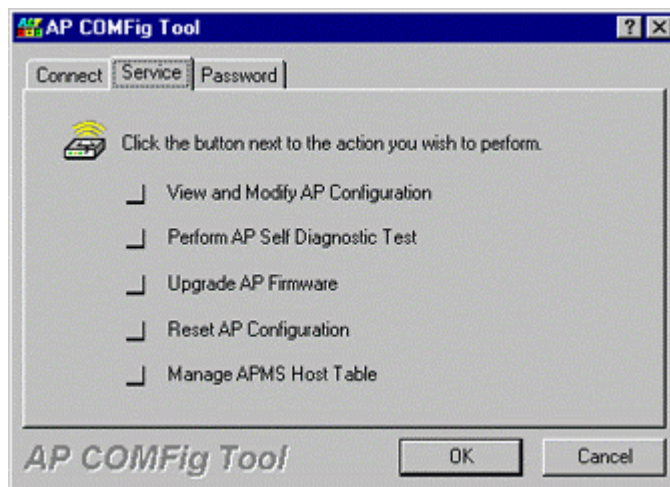 AP COMFig Tool
Connect Service Password
Click the button next to the action you wish to perform.
View and Modify AP Configuration
Perform AP Self Diagnostic Test
Upgrade AP Firmware
Reset AP Configuration
Manage APMS Host Table
AP COMFig Tool OK Cancel